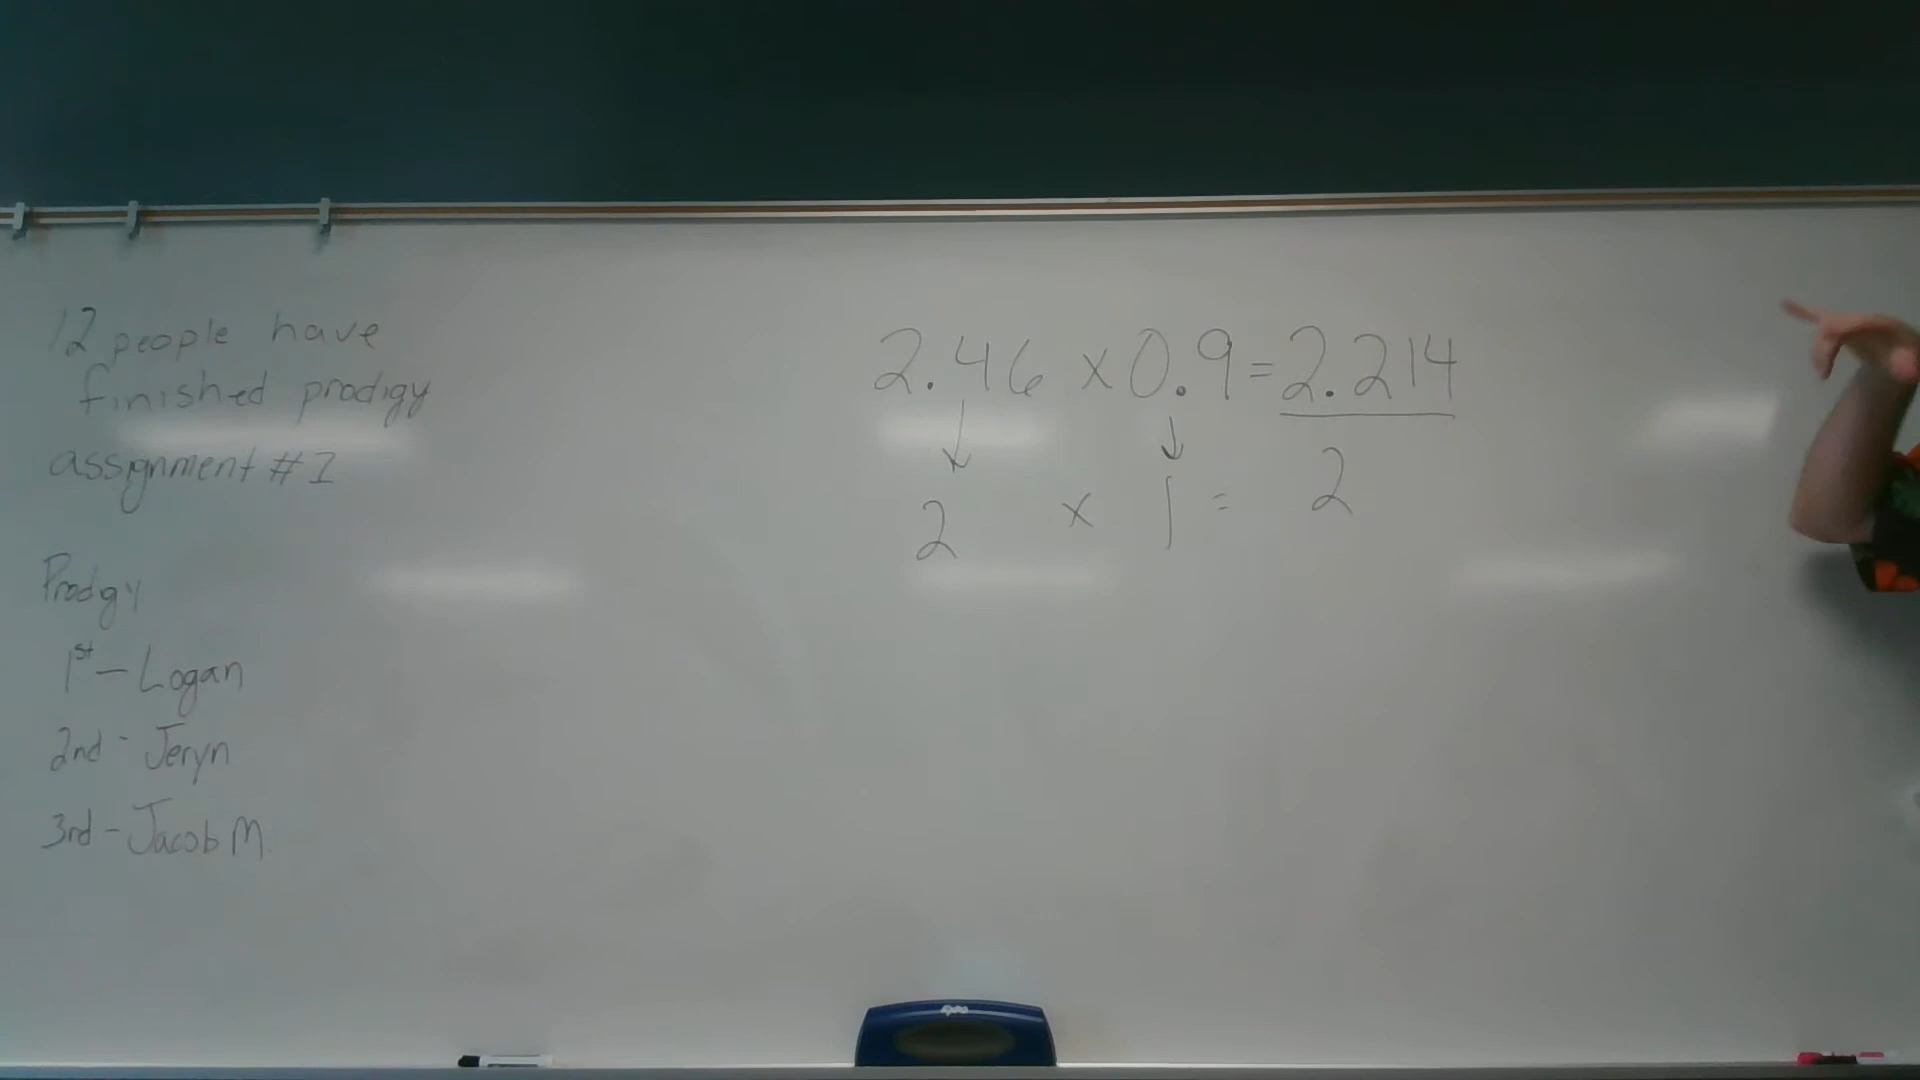 12 people have
finished prodigy
assignment #1
Prodigy
1st - Logan
2nd - Jeryn
3rd - Jacob M.
2.46 x 0.9 = 2.214
2 x 1 = 2
expo